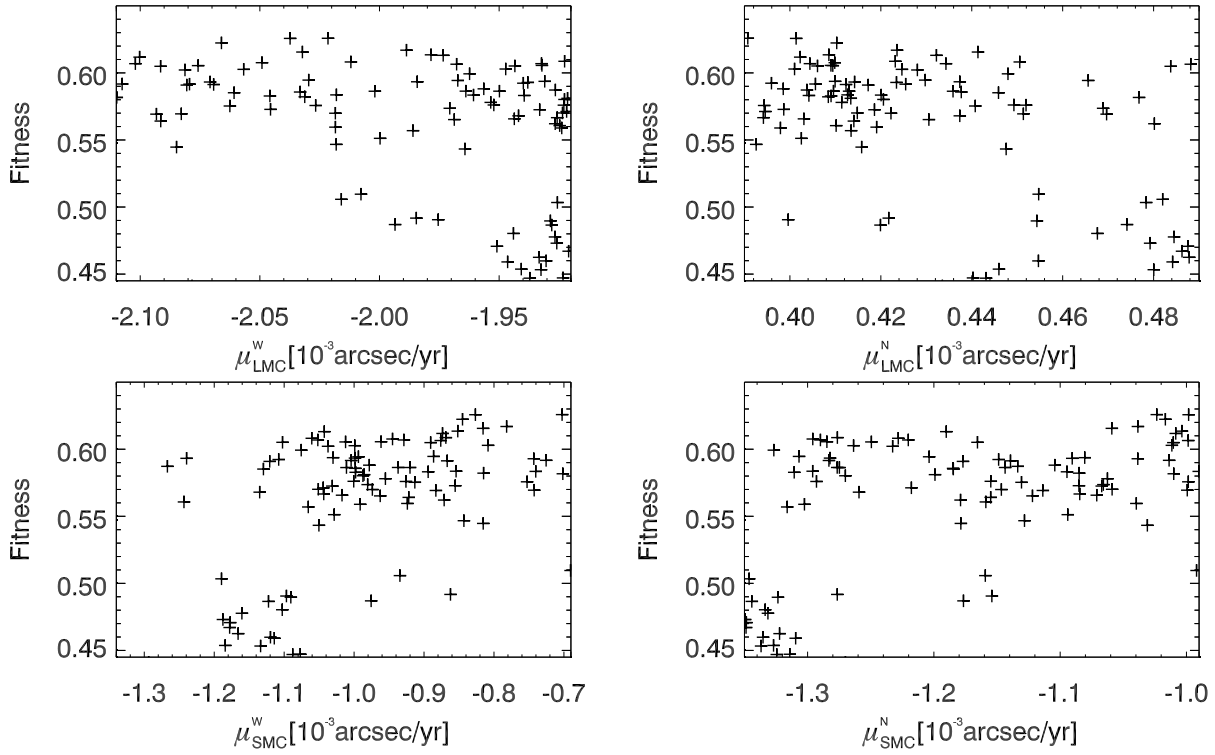 Fitness
0.60
0.55
0.50
0.45
-2.10 -2.05 -2.00 -1.95
μ^W_LMC[10^-3arcsec/yr]
Fitness
0.60
0.55
0.50
0.45
0.40 0.42 0.44 0.46 0.48
μ^N_LMC[10^-3arcsec/yr]
Fitness
0.60
0.55
0.50
0.45
-1.3 -1.2 -1.1 -1.0 -0.9 -0.8 -0.7
μ^W_SMC[10^-3arcsec/yr]
Fitness
0.60
0.55
0.50
0.45
-1.3 -1.2 -1.1 -1.0
μ^N_SMC[10^-3arcsec/yr]